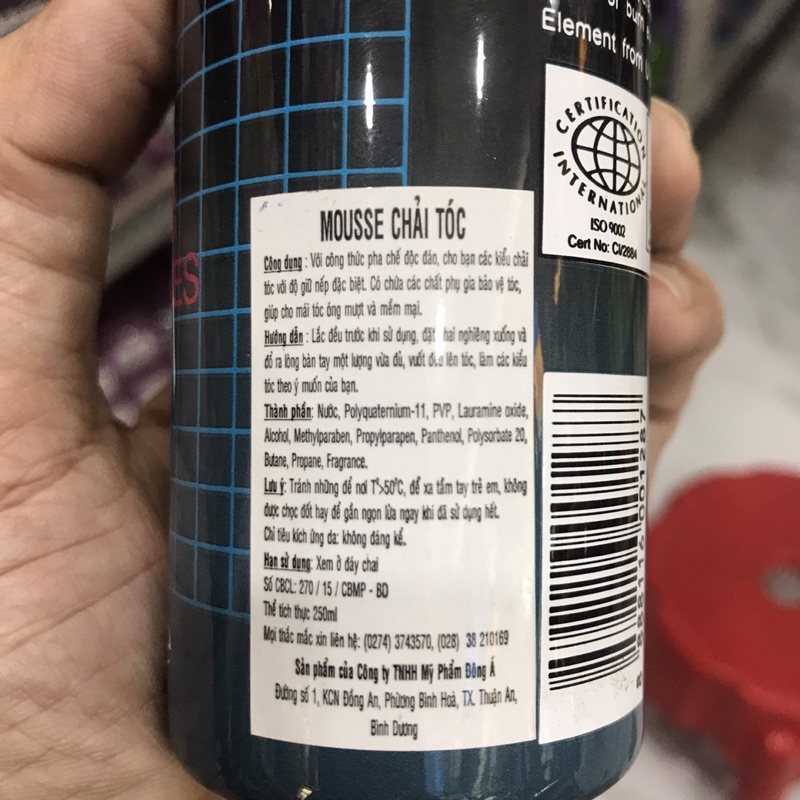 or burn
Element from
CERTIFICATION
INTERNATIONAL
ISO 9002
Cert No: CI/2684
ES
MOUSSE CHẢI TÓC
Công dụng : Với công thức pha chế độc đáo, cho bạn các kiểu chải
tóc với độ giữ nếp đặc biệt. Có chứa các chất phụ gia bảo vệ tóc,
giúp cho mái tóc óng mượt và mềm mại.
Hướng dẫn : Lắc đều trước khi sử dụng, đặt chai nghiêng xuống và
đổ ra lòng bàn tay một lượng vừa đủ, vuốt đều lên tóc, làm các kiểu
tóc theo ý muốn của bạn.
Thành phần: Nước, Polyquaternium-11, PVP, Lauramine oxide,
Alcohol, Methylparaben, Propylparapen, Panthenol, Polysorbate 20,
Butane, Propane, Fragrance.
Lưu ý: Tránh những để nơi T°>50°C, để xa tầm tay trẻ em, không
được chọc đốt hay để gần ngọn lửa ngay khi đã sử dụng hết.
Chỉ tiêu kích ứng da: không đáng kể.
Hạn sử dụng: Xem ở đáy chai
Số CBCL: 270 / 15 / CBMP - BD
Thể tích thực 250ml
Mọi thắc mắc xin liên hệ: (0274) 3743570, (028) 38 210169
Sản phẩm của Công ty TNHH Mỹ Phẩm Đông Á
Đường số 1, KCN Đồng An, Phường Bình Hoà, TX. Thuận An,
Bình Dương
8 888116 001287